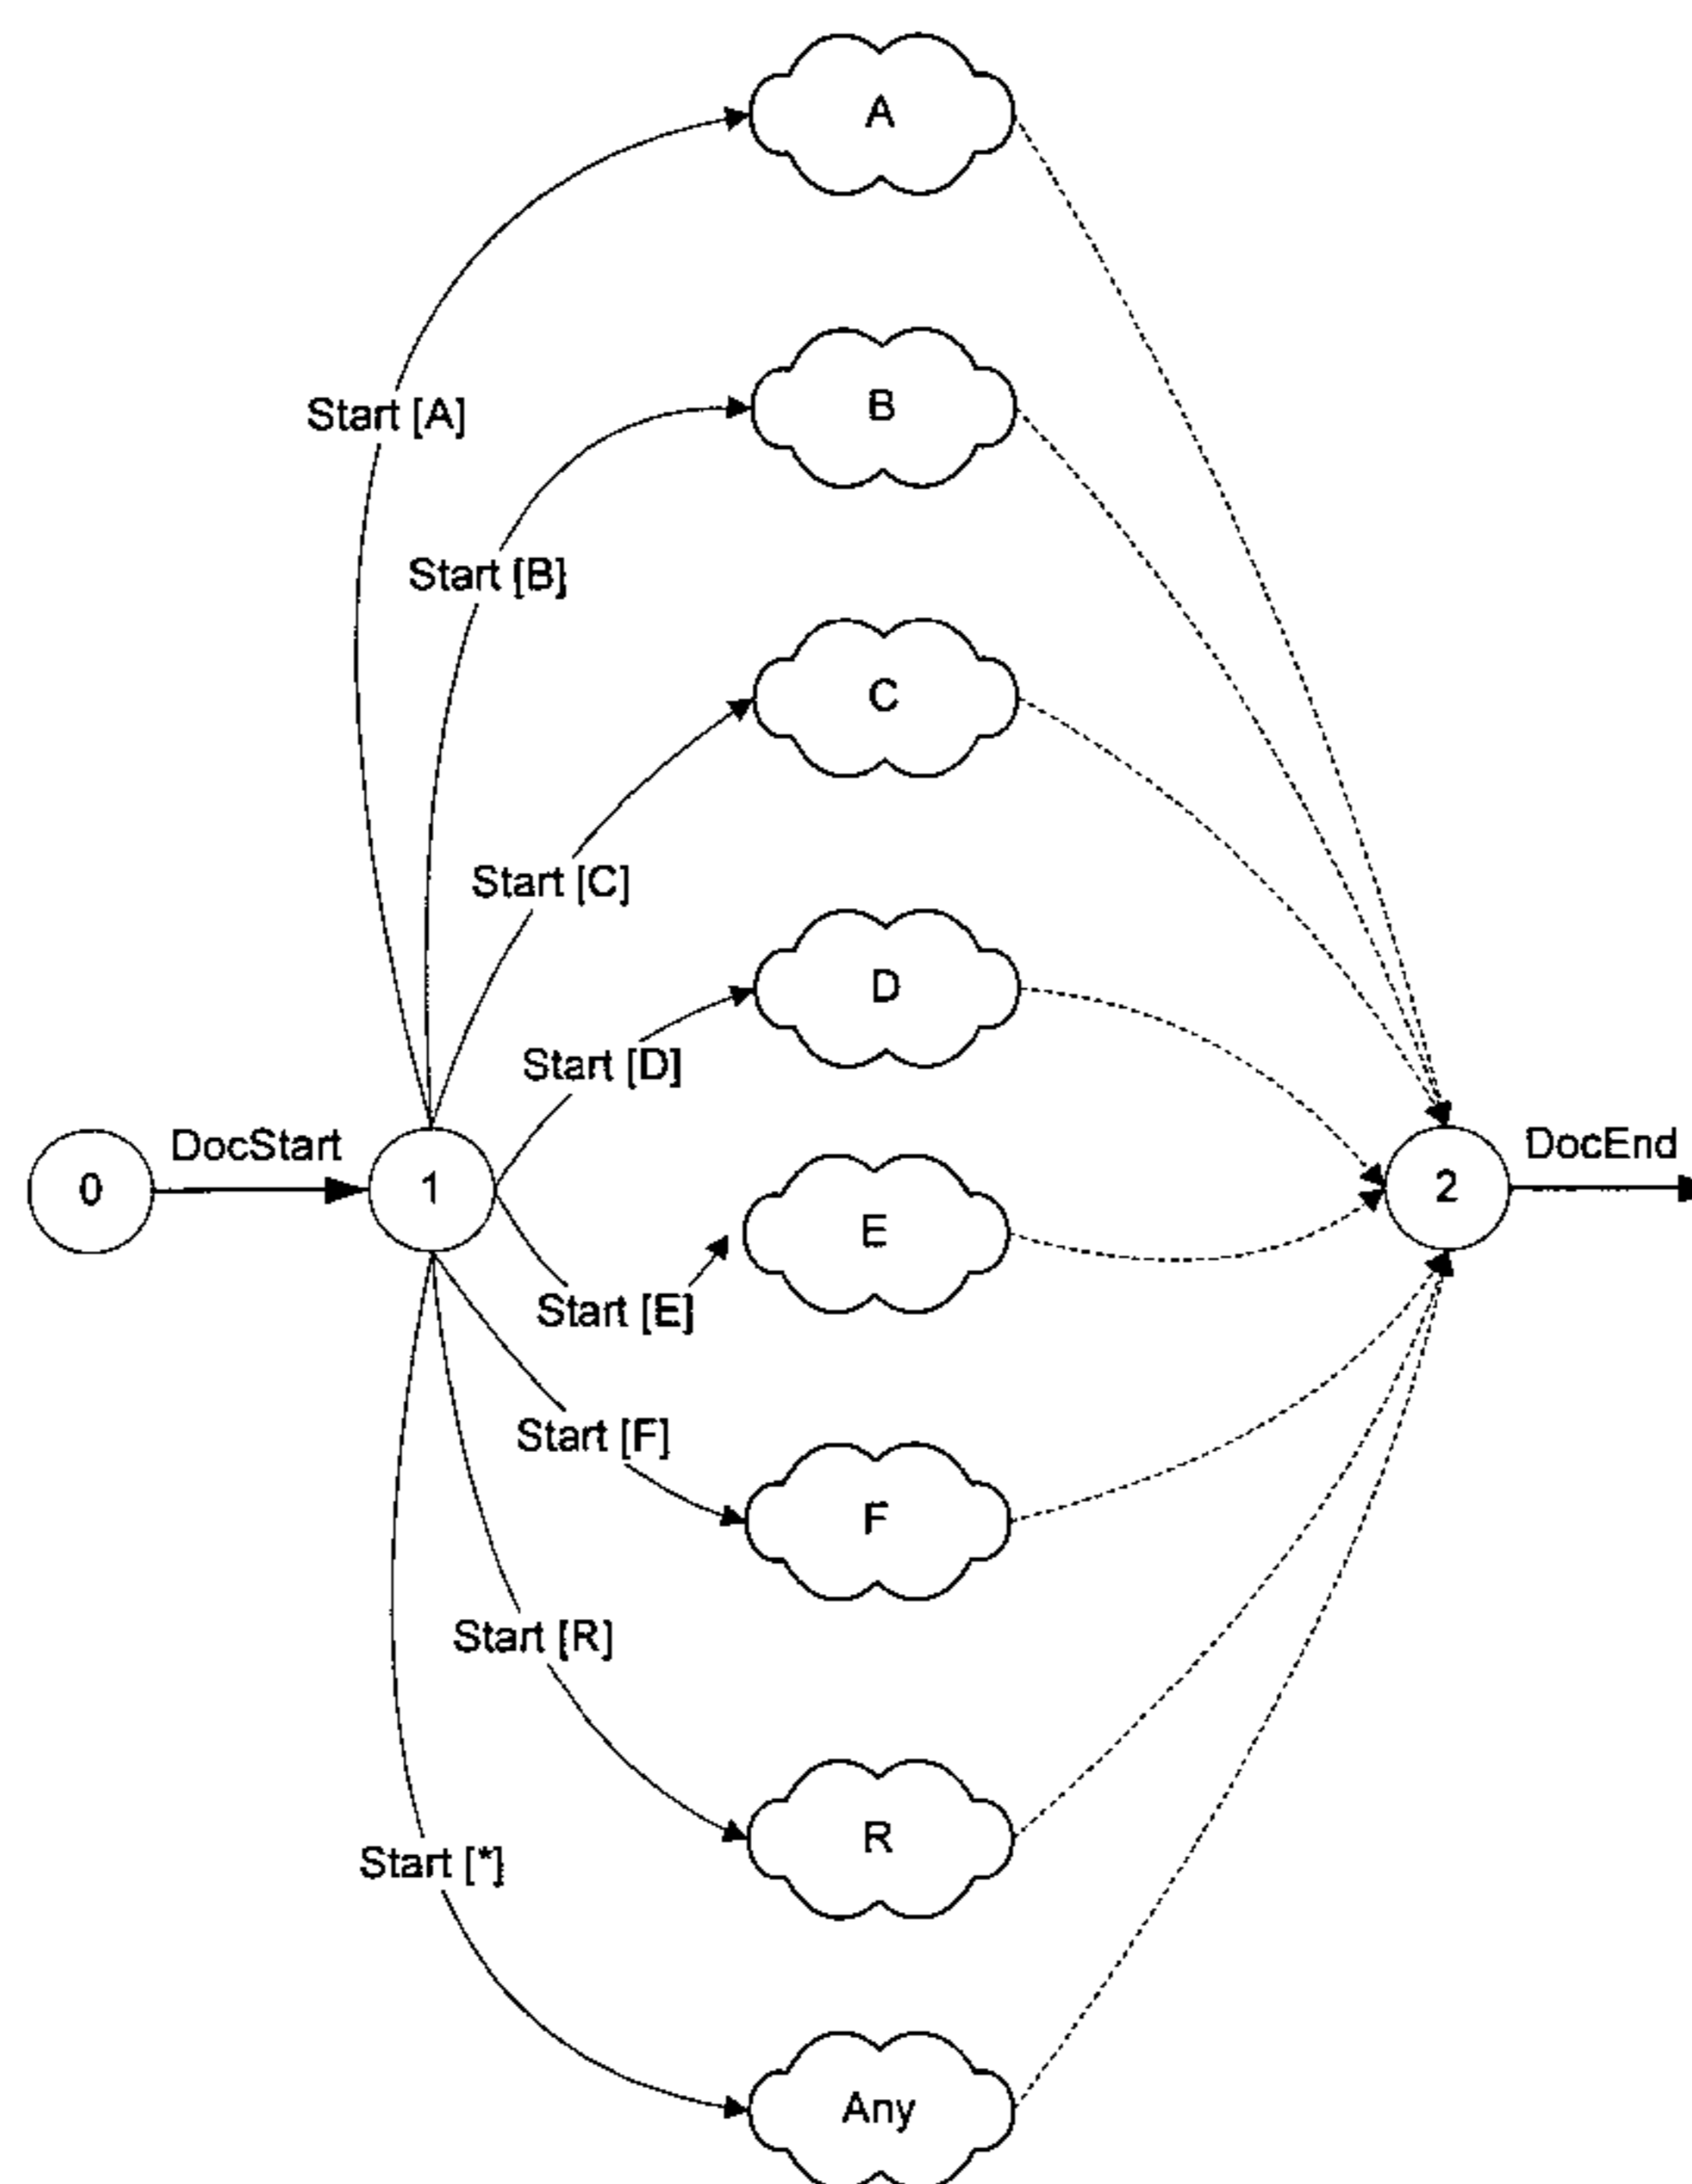 A
Start [A]
B
Start [B]
C
Start [C]
D
Start [D]
DocStart
0
1
E
2
DocEnd
Start [E]
Start [F]
F
Start [R]
R
Start [*]
Any